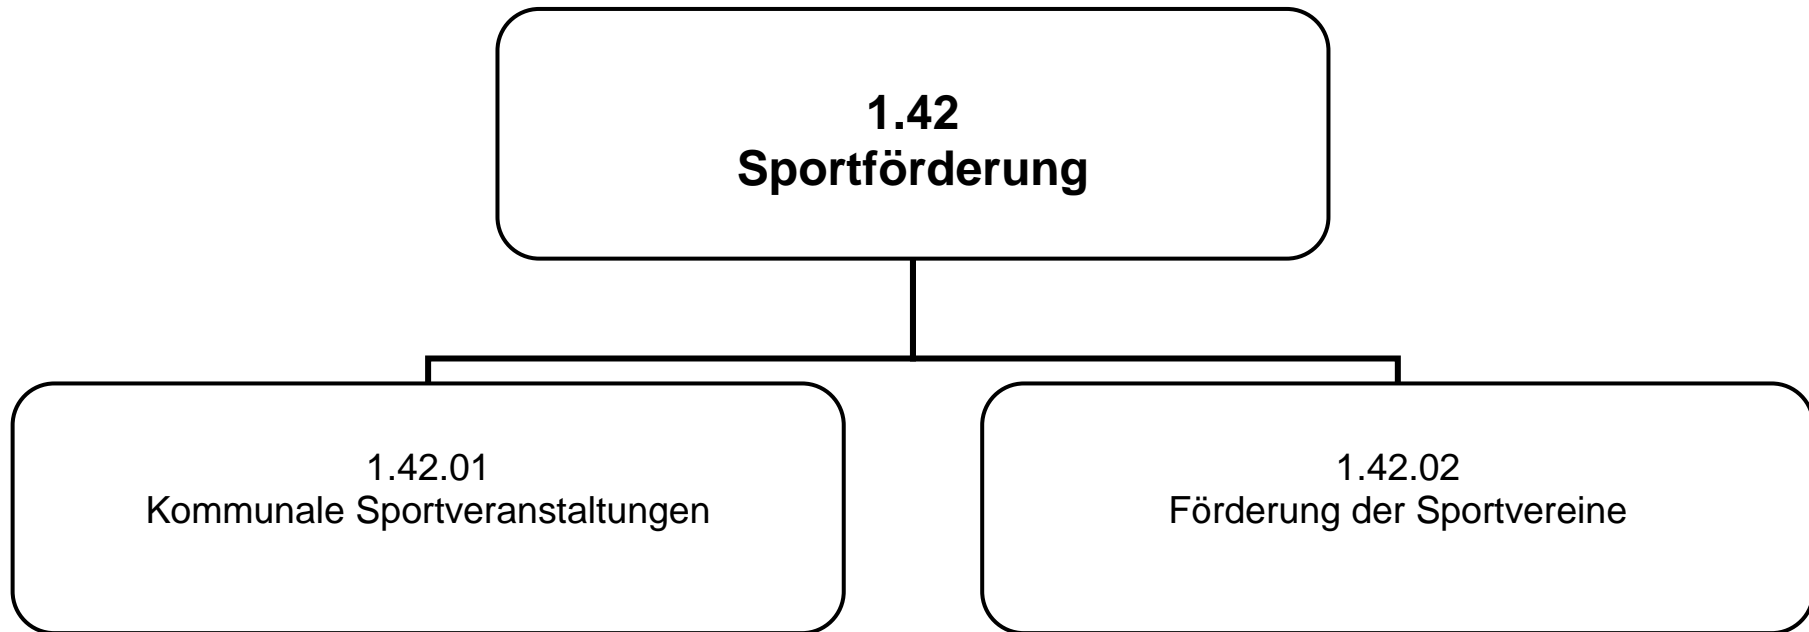 1.42
Sportförderung
1.42.01
Kommunale Sportveranstaltungen
1.42.02
Förderung der Sportvereine